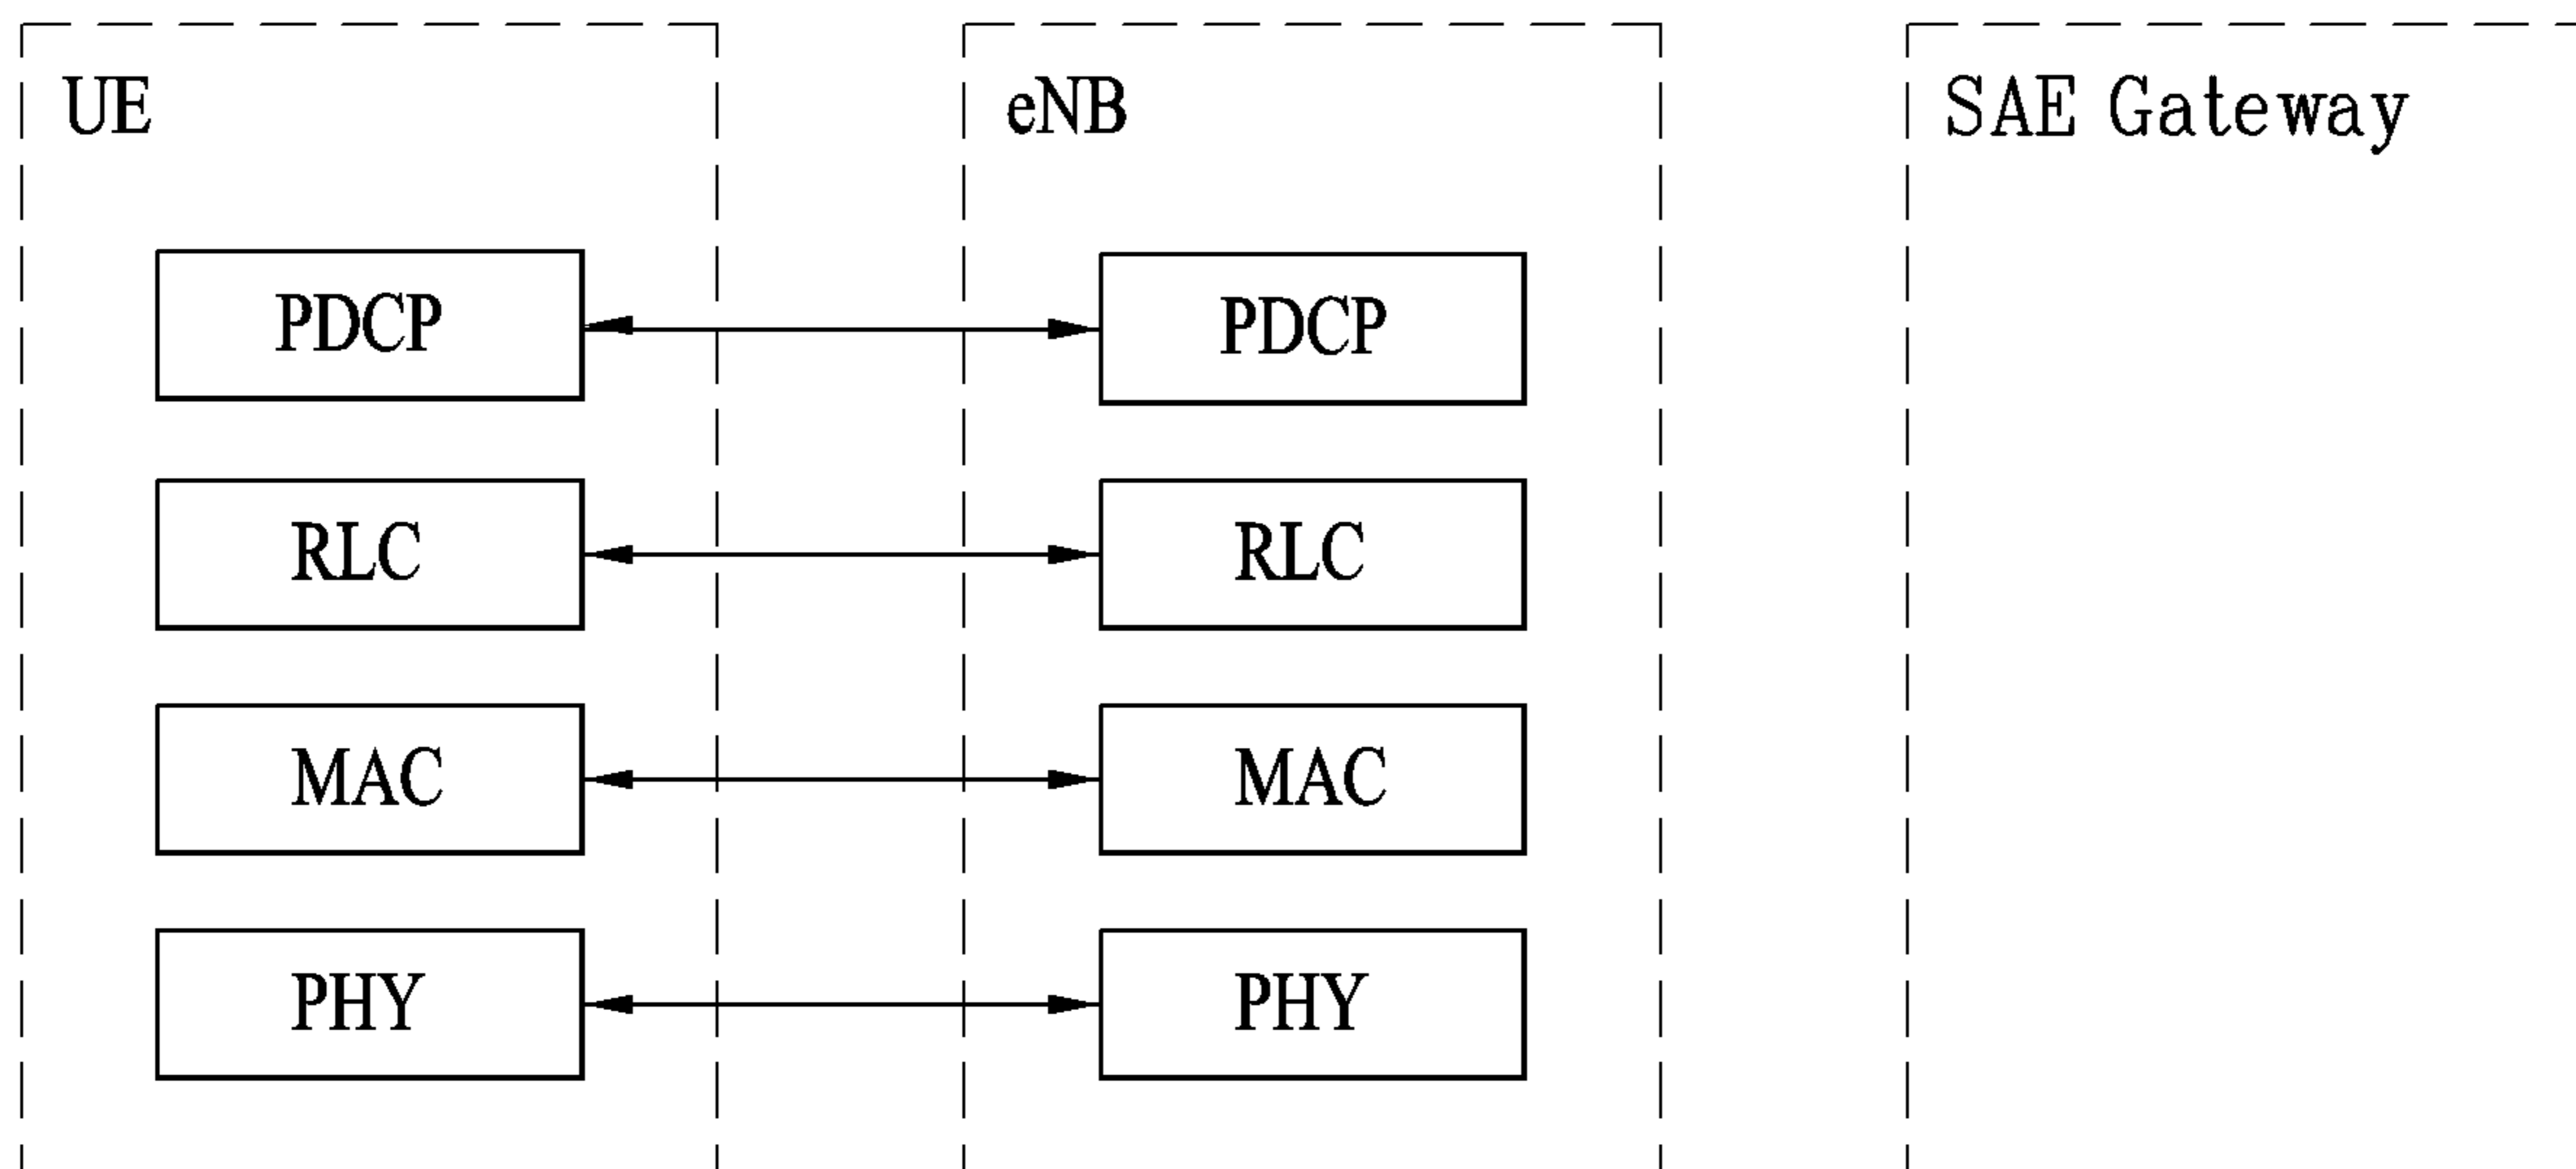 UE
eNB
SAE Gateway
PDCP
PDCP
RLC
RLC
MAC
MAC
PHY
PHY